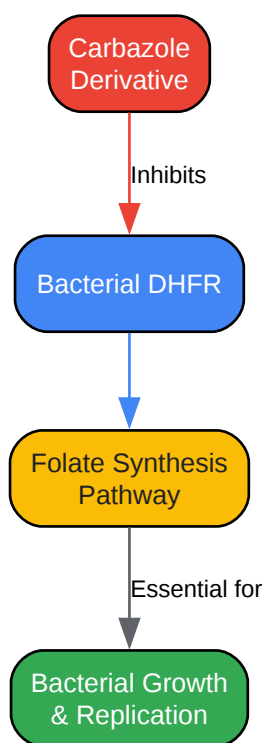 Carbazole
Derivative
Inhibits
Bacterial DHFR
Folate Synthesis
Pathway
Essential for
Bacterial Growth
& Replication